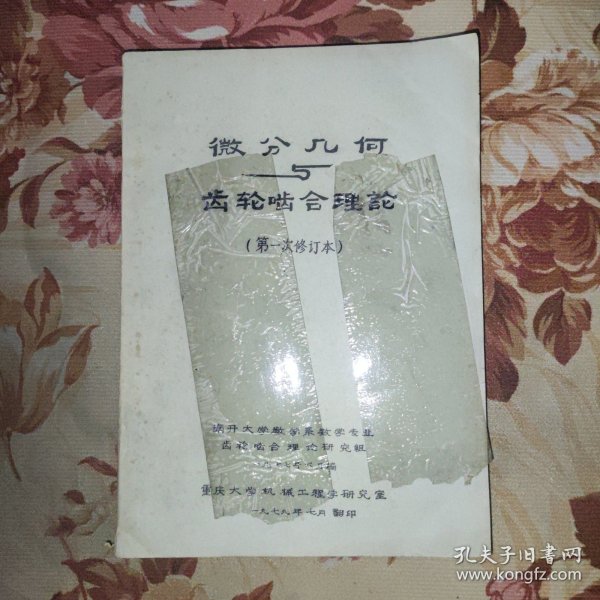 微分几何
与
齿轮啮合理論
(第一次修订本)
南开大学数学系数学专业
齿轮啮合理论研究组
重庆大学机械工程学研究室
一九七九年七月 翻印
孔夫子旧书网
www.kongfz.com